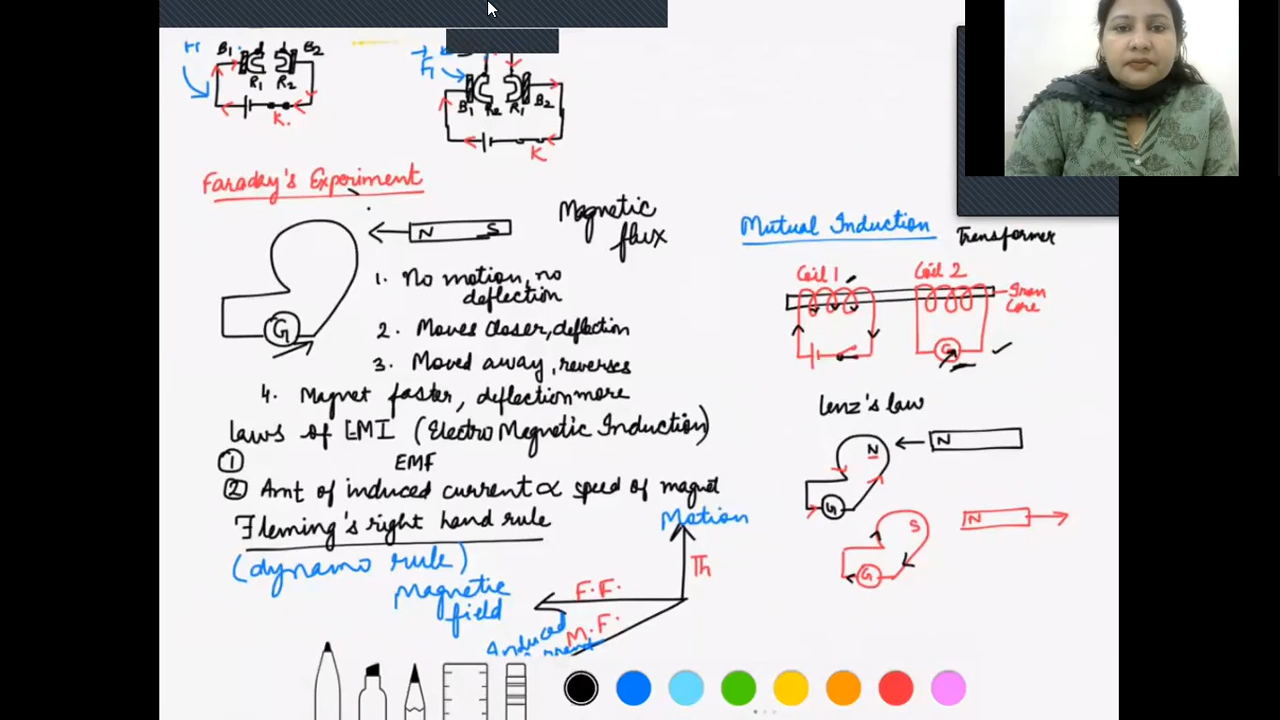 B1 B2
R1 R2
K.
B1 R2 R1 B2
K
Faraday's Experiment
N S
Magnetic
flux
1. No motion, no
deflection
2. Moves closer, deflection
3. Moved away, reverses
4. Magnet faster, deflection more
G
Laws of EMI (ElectroMagnetic Induction)
① EMF
② Amt of induced current ∝ speed of magnet
Fleming's right hand rule
(dynamo rule)
Motion
Th
F.F.
Magnetic
field
M.F.
Induced
Mutual Induction Transformer
Coil 1 Coil 2
Iron
Core
G
Lenz's law
N N
G
S N
G